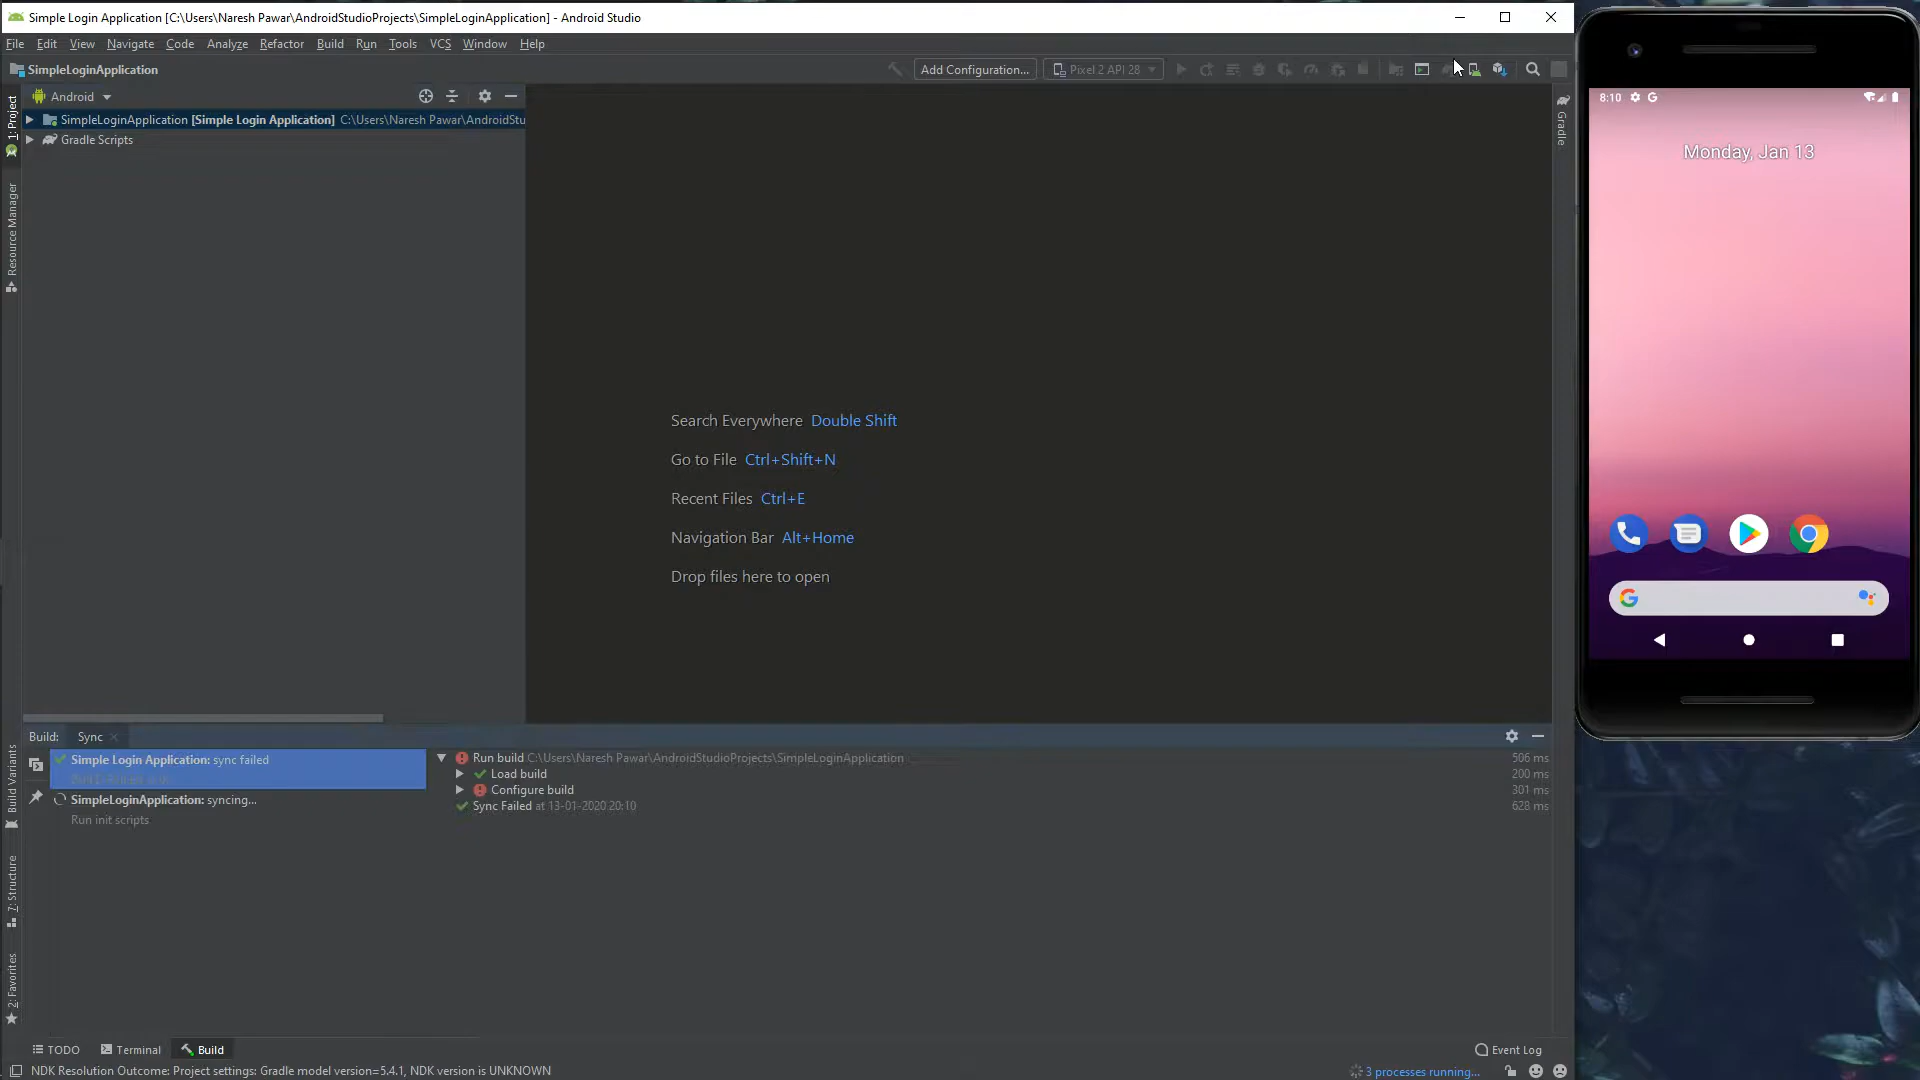 Simple Login Application [C:\Users\Naresh Pawar\AndroidStudioProjects\SimpleLoginApplication] - Android Studio
File Edit View Navigate Code Analyze Refactor Build Run Tools VCS Window Help
SimpleLoginApplication
Add Configuration...
Pixel 2 API 28
Android
SimpleLoginApplication [Simple Login Application] C:\Users\Naresh Pawar\AndroidStu
Gradle Scripts
1: Project
Resource Manager
Build Variants
7: Structure
2: Favorites
Gradle
Search Everywhere Double Shift
Go to File Ctrl+Shift+N
Recent Files Ctrl+E
Navigation Bar Alt+Home
Drop files here to open
Build: Sync
Simple Login Application: sync failed
SimpleLoginApplication: syncing...
Run init scripts
Run build C:\Users\Naresh Pawar\AndroidStudioProjects\SimpleLoginApplication 506 ms
Load build 200 ms
Configure build 301 ms
Sync Failed at 13-01-2020 20:10 628 ms
TODO Terminal Build
Event Log
NDK Resolution Outcome: Project settings: Gradle model version=5.4.1, NDK version is UNKNOWN
3 processes running...
8:10 G
Monday, Jan 13
G